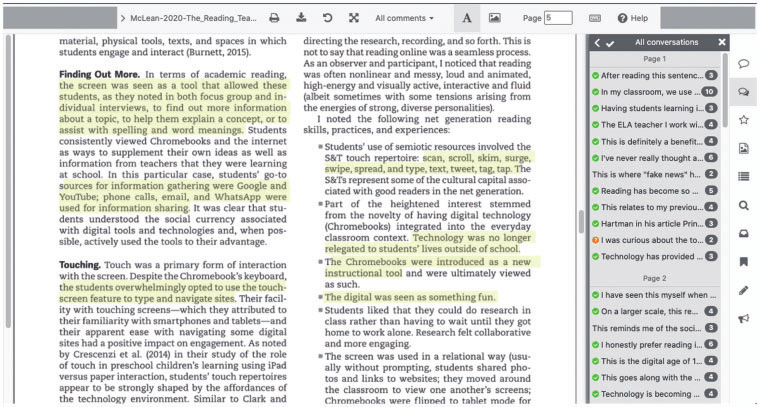 McLean-2020-The_Reading_Tea...
All comments
A
Page 5
Help
material, physical tools, texts, and spaces in which
students engage and interact (Burnett, 2015).
Finding Out More. In terms of academic reading,
the screen was seen as a tool that allowed these
students, as they noted in both focus group and in-
dividual interviews, to find out more information
about a topic, to help them explain a concept, or to
assist with spelling and word meanings. Students
consistently viewed Chromebooks and the internet
as ways to supplement their own ideas as well as
information from teachers that they were learning
at school. In this particular case, students' go-to
sources for information gathering were Google and
YouTube; phone calls, email, and WhatsApp were
used for information sharing. It was clear that stu-
dents understood the social currency associated
with digital tools and technologies and, when pos-
sible, actively used the tools to their advantage.
Touching. Touch was a primary form of interaction
with the screen. Despite the Chromebook's keyboard,
the students overwhelmingly opted to use the touch-
screen feature to type and navigate sites. Their facil-
ity with touching screens—which they attributed to
their familiarity with smartphones and tablets—and
their apparent ease with navigating some digital
sites had a positive impact on engagement. As noted
by Crescenzi et al. (2014) in their study of the role
of touch in preschool children's learning using iPad
versus paper interaction, students' touch repertoires
appear to be strongly shaped by the affordances of
the technology environment. Similar to Clark and
directing the research, recording, and so forth. This is
not to say that reading online was a seamless process.
As an observer and participant, I noticed that reading
was often nonlinear and messy, loud and animated,
high-energy and visually active, interactive and fluid
(albeit sometimes with some tensions arising from
the energies of strong, diverse personalities).
I noted the following net generation reading
skills, practices, and experiences:
■ Students' use of semiotic resources involved the
S&T touch repertoire: scan, scroll, skim, surge,
swipe, spread, and type, text, tweet, tag, tap. The
S&Ts represent some of the cultural capital asso-
ciated with good readers in the net generation.
■ Part of the heightened interest stemmed
from the novelty of having digital technology
(Chromebooks) integrated into the everyday
classroom context. Technology was no longer
relegated to students' lives outside of school.
■ The Chromebooks were introduced as a new
instructional tool and were ultimately viewed
as such.
■ The digital was seen as something fun.
■ Students liked that they could do research in
class rather than having to wait until they got
home to work alone. Research felt collaborative
and more engaging.
■ The screen was used in a relational way (usu-
ally without prompting, students shared pho-
tos and links to websites; they moved around
the classroom to view one another's screens;
Chromebooks were flipped to tablet mode for
All conversations
Page 1
After reading this sentenc... 3
In my classroom, we use ... 10
Having students learning i... 3
The ELA teacher I work wi... 4
This is definitely a benefit... 4
I've never really thought a... 6
This is where "fake news" h... 2
Reading has become so ... 5
This relates to my previou... 4
Hartman in his article Prin... 3
I was curious about the to... 2
Technology has provided ... 3
Page 2
I have seen this myself when ...
On a larger scale, this re... 4
This reminds me of the soci... 3
I honestly prefer reading i... 6
This is the digital age of 1... 4
This goes along with the ... 4
Technology is becoming ... 4